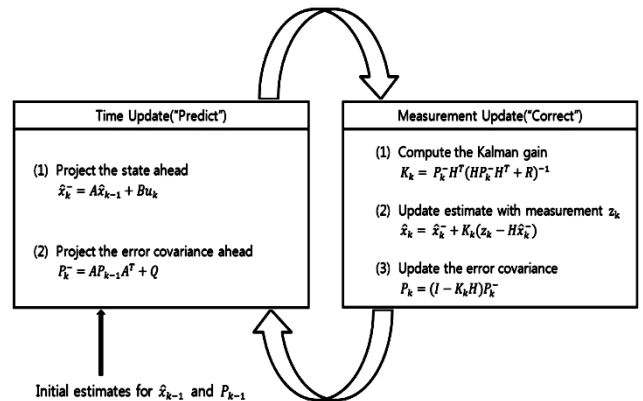 Time Update("Predict")
(1) Project the state ahead
x̂ₖ⁻ = Ax̂ₖ₋₁ + Buₖ
(2) Project the error covariance ahead
Pₖ⁻ = APₖ₋₁Aᵀ + Q
Measurement Update("Correct")
(1) Compute the Kalman gain
Kₖ = Pₖ⁻Hᵀ(HPₖ⁻Hᵀ + R)⁻¹
(2) Update estimate with measurement zₖ
x̂ₖ = x̂ₖ⁻ + Kₖ(zₖ − Hx̂ₖ⁻)
(3) Update the error covariance
Pₖ = (I − KₖH)Pₖ⁻
Initial estimates for x̂ₖ₋₁ and Pₖ₋₁